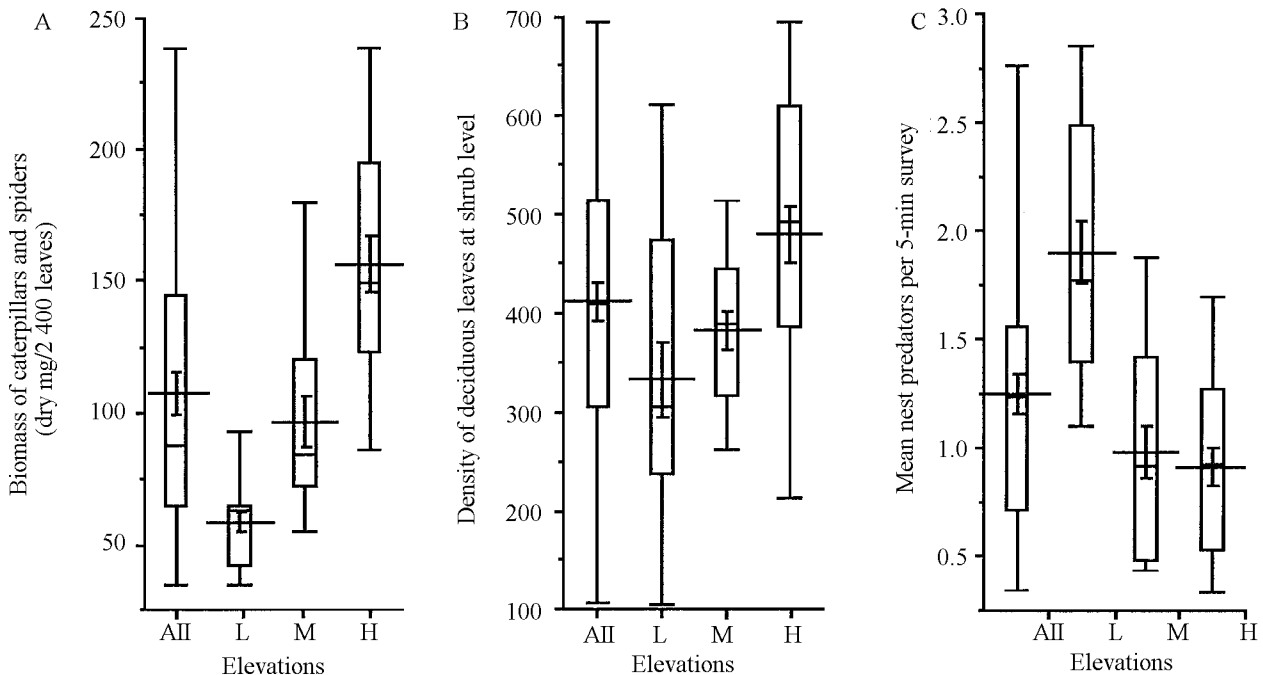 A
Biomass of caterpillars and spiders
(dry mg/2 400 leaves)
250
200
150
100
50
All L M H
Elevations
B
Density of deciduous leaves at shrub level
700
600
500
400
300
200
100
All L M H
Elevations
C
Mean nest predators per 5-min survey
3.0
2.5
2.0
1.5
1.0
0.5
All L M H
Elevations